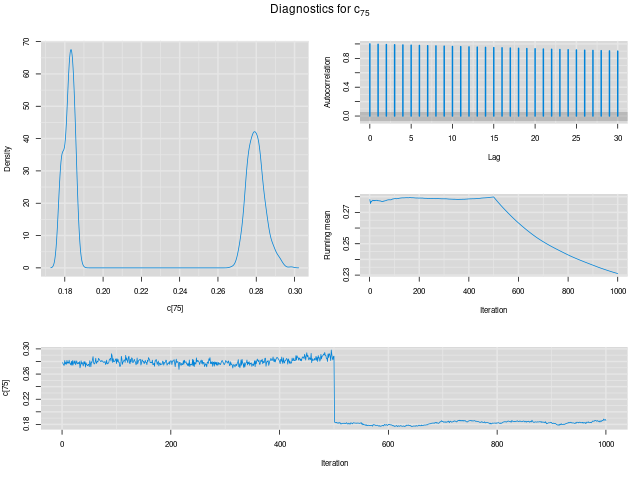 Diagnostics for c75
70
60
50
40
30
20
10
0
Density
0.18 0.20 0.22 0.24 0.26 0.28 0.30
c[75]
0.8
0.4
0.0
Autocorrelation
0 5 10 15 20 25 30
Lag
0.27
0.25
0.23
Running mean
0 200 400 600 800 1000
Iteration
0.30
0.26
0.22
0.18
c[75]
0 200 400 600 800 1000
Iteration